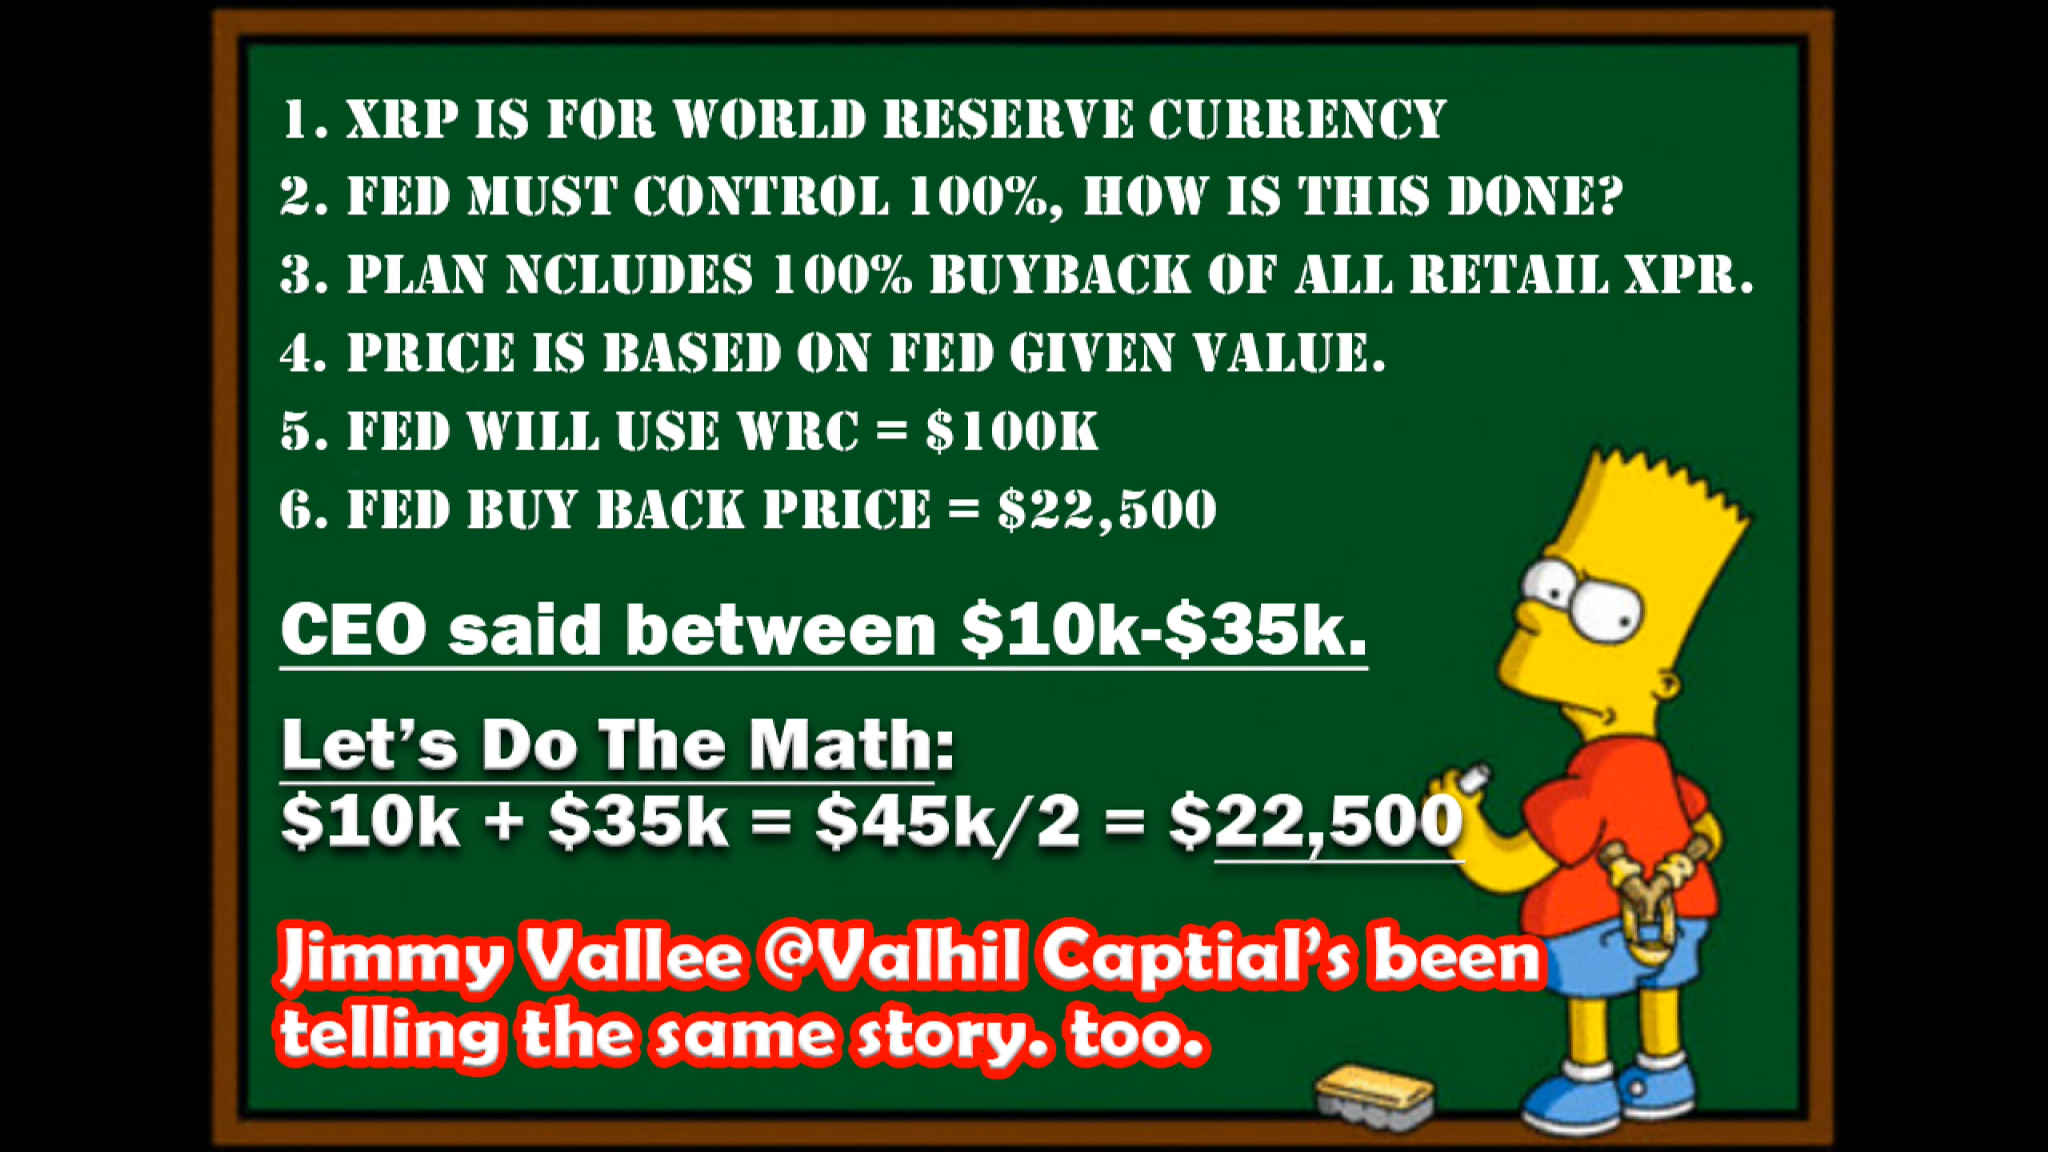 1. XRP IS FOR WORLD RESERVE CURRENCY
2. FED MUST CONTROL 100%, HOW IS THIS DONE?
3. PLAN NCLUDES 100% BUYBACK OF ALL RETAIL XPR.
4. PRICE IS BASED ON FED GIVEN VALUE.
5. FED WILL USE WRC = $100K
6. FED BUY BACK PRICE = $22,500
CEO said between $10k-$35k.
Let’s Do The Math:
$10k + $35k = $45k/2 = $22,500
Jimmy Vallee @Valhil Captial’s been
telling the same story. too.